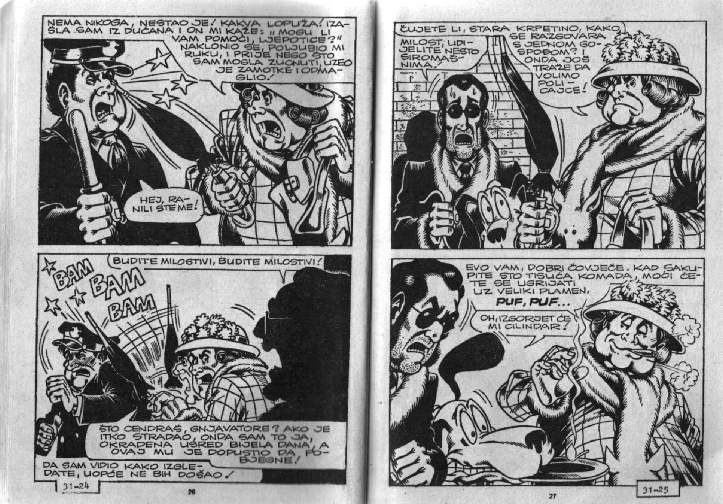 NEMA NIKOGA, NESTAO JE! KAKVA LOPUŽA! IZA-
ŠLA SAM IZ DUĆANA I ON MI KAŽE: „MOGU LI
VAM POMOĆI, LJEPOTICE?"
NAKLONIO SE, POLJUBIO MI
RUKU, I PRIJE NEGO ŠTO
SAM MOGLA ZUCNUTI, UZEO
JE ZAMOTKE I ODMA-
GLIO!
HEJ, RA-
NILI STE ME!
BUDITE MILOSTIVI, BUDITE MILOSTIVI!
BAM
BAM
BAM
ŠTO CENDRAŠ, GNJAVATORE? AKO JE
ITKO STRADAO, ONDA SAM TO JA,
OKRADENA USRED BIJELA DANA, A
OVAJ MU JE DOPUSTIO DA PO-
BJEGNE!
DA SAM VIDIO KAKO IZGLE-
DATE, UOPĆE NE BIH DOŠAO!
31-24
26
ČUJETE LI, STARA KRPETINO, KAKO
SE RAZGOVARA
S JEDNOM GO-
SPOĐOM?!
ONDA JOŠ
TRAŽE DA
VOLIMO
POLI-
CAJCE!
MILOST, UDI-
JELITE NEŠTO
SIROMAŠ-
NIMA!
EVO VAM, DOBRI ČOVJEČE. KAD SAKU-
PITE STO TISUĆA KOMADA, MOĆI ĆE-
TE SE UGRIJATI
UZ VELIKI PLAMEN,
PUF, PUF...
OH, IZGORJET ĆE
MI CILINDAR!
27
31-25